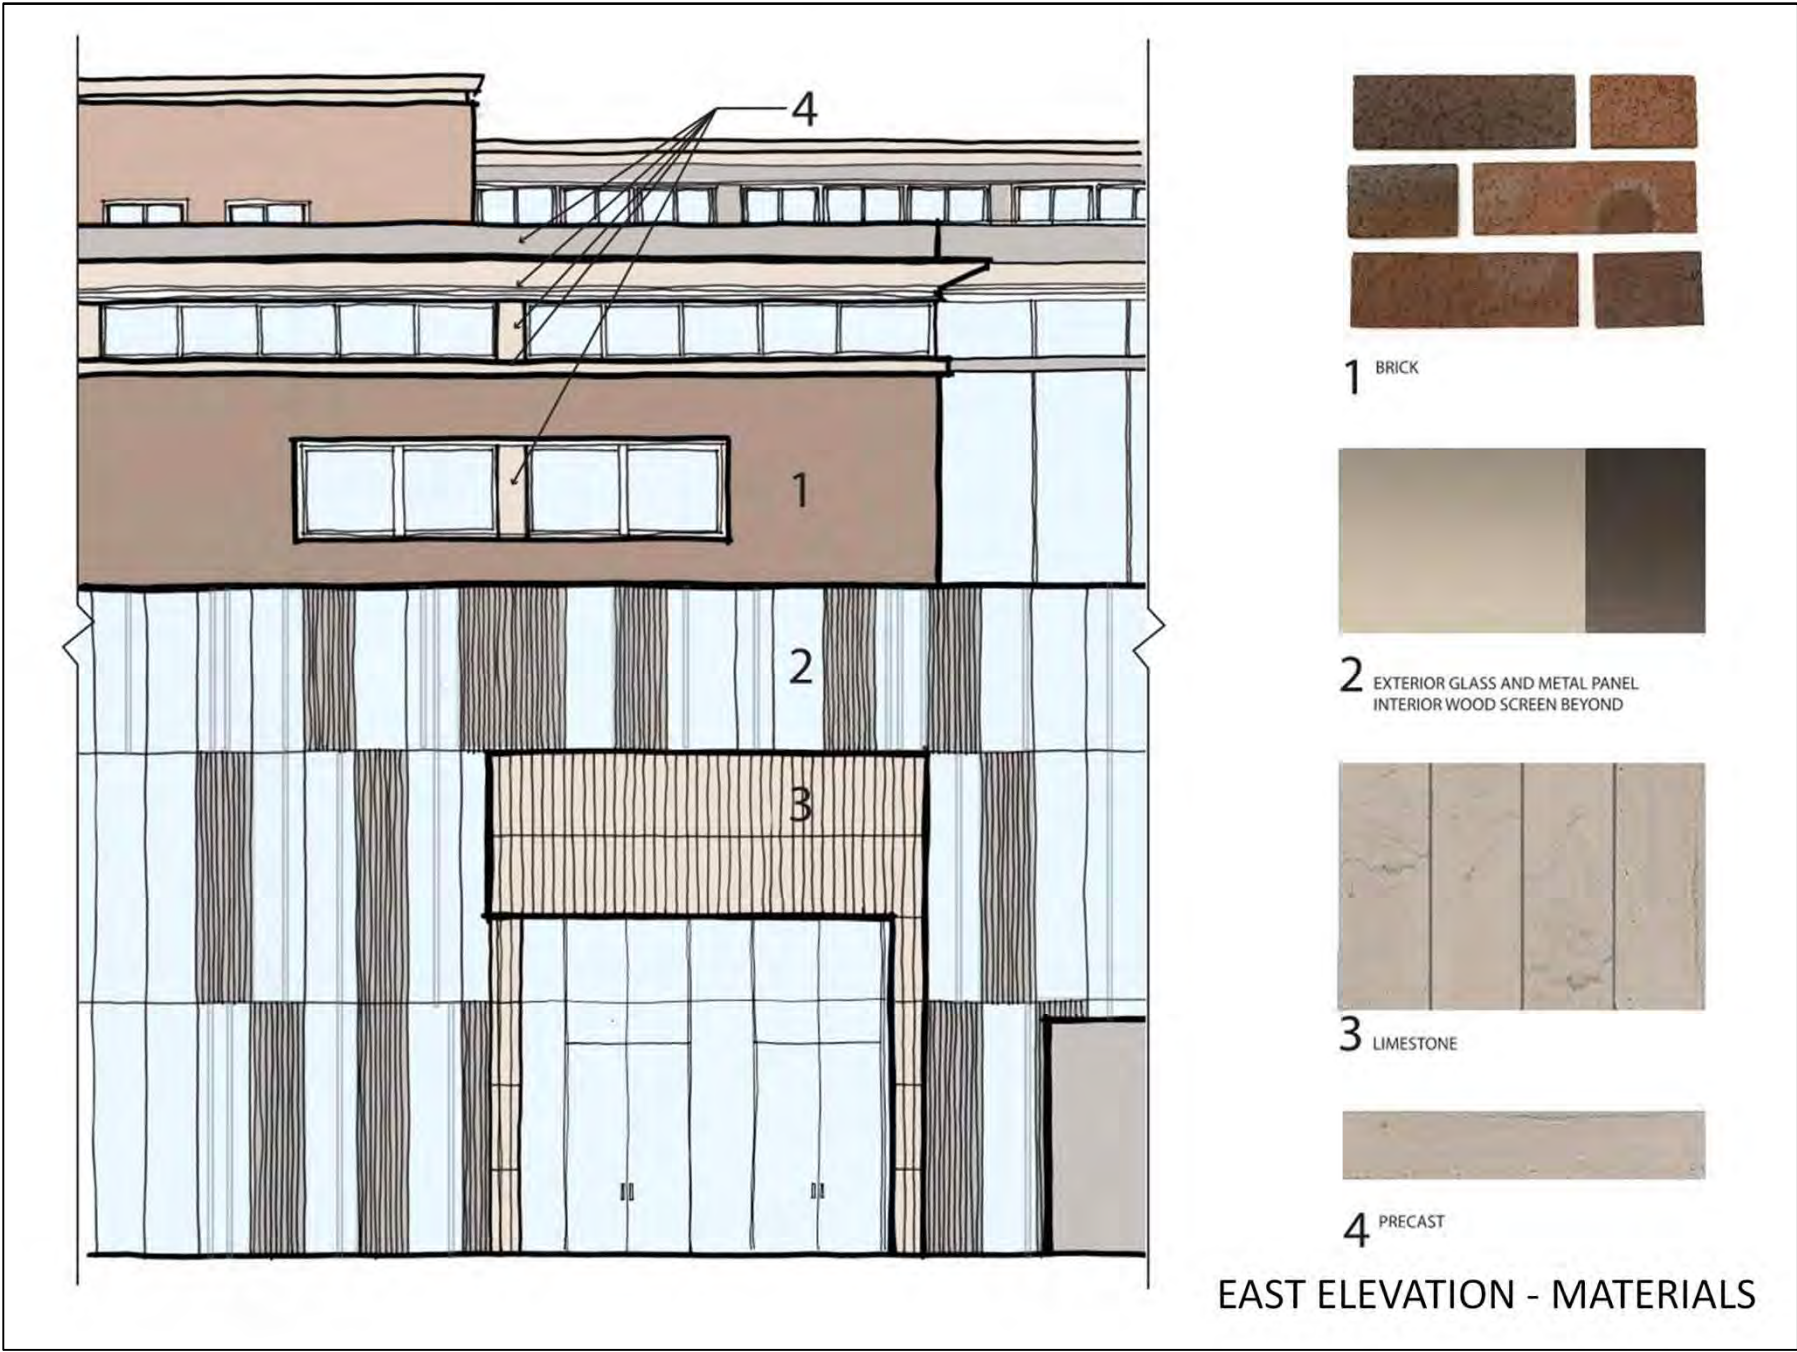 4
1
2
3
1 BRICK
2 EXTERIOR GLASS AND METAL PANEL
INTERIOR WOOD SCREEN BEYOND
3 LIMESTONE
4 PRECAST
EAST ELEVATION - MATERIALS